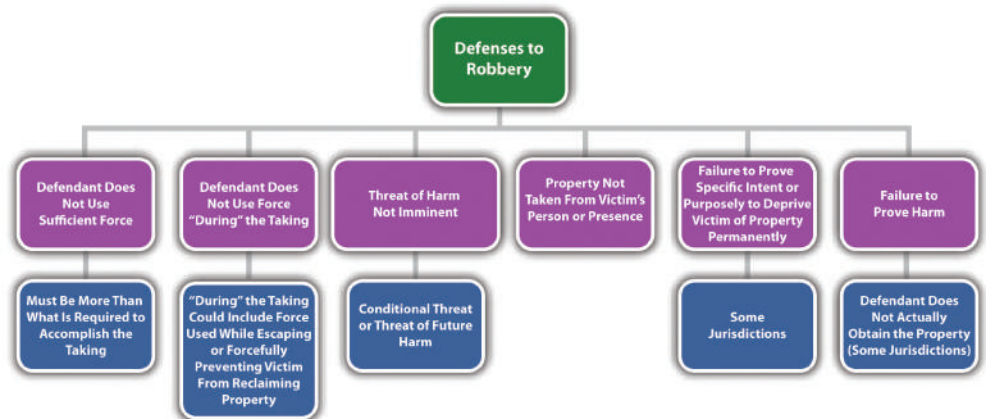 Defenses to
Robbery
Defendant Does
Not Use
Sufficient Force
Defendant Does
Not Use Force
“During” the Taking
Threat of Harm
Not Imminent
Property Not
Taken From Victim’s
Person or Presence
Failure to Prove
Specific Intent or
Purposely to Deprive
Victim of Property
Permanently
Failure to
Prove Harm
Must Be More Than
What Is Required to
Accomplish the
Taking
“During” the Taking
Could Include Force
Used While Escaping
or Forcefully
Preventing Victim
From Reclaiming
Property
Conditional Threat
or Threat of Future
Harm
Some
Jurisdictions
Defendant Does
Not Actually
Obtain the Property
(Some Jurisdictions)